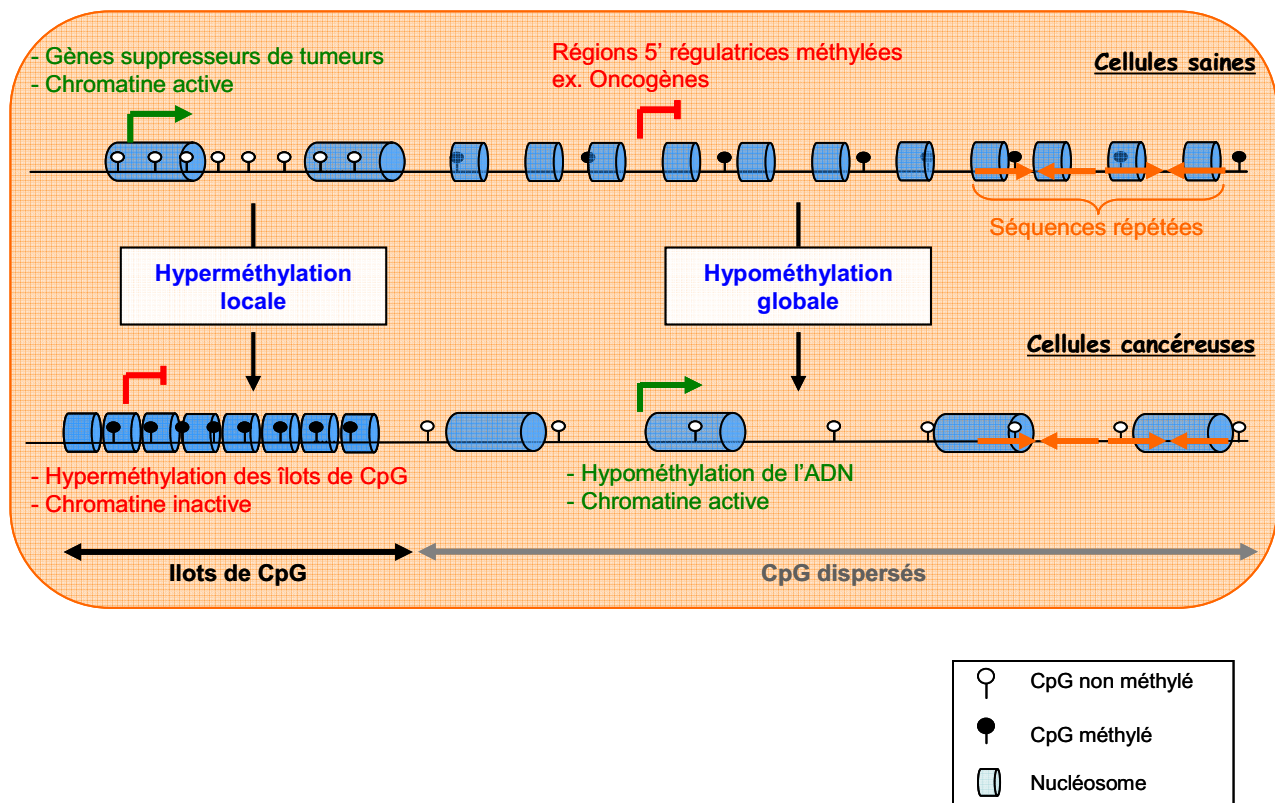 - Gènes suppresseurs de tumeurs
- Chromatine active
Régions 5’ régulatrices méthylées
ex. Oncogènes
Cellules saines
Séquences répétées
Hyperméthylation
locale
Hypométhylation
globale
Cellules cancéreuses
- Hyperméthylation des îlots de CpG
- Chromatine inactive
- Hypométhylation de l’ADN
- Chromatine active
Ilots de CpG
CpG dispersés
CpG non méthylé
CpG méthylé
Nucléosome